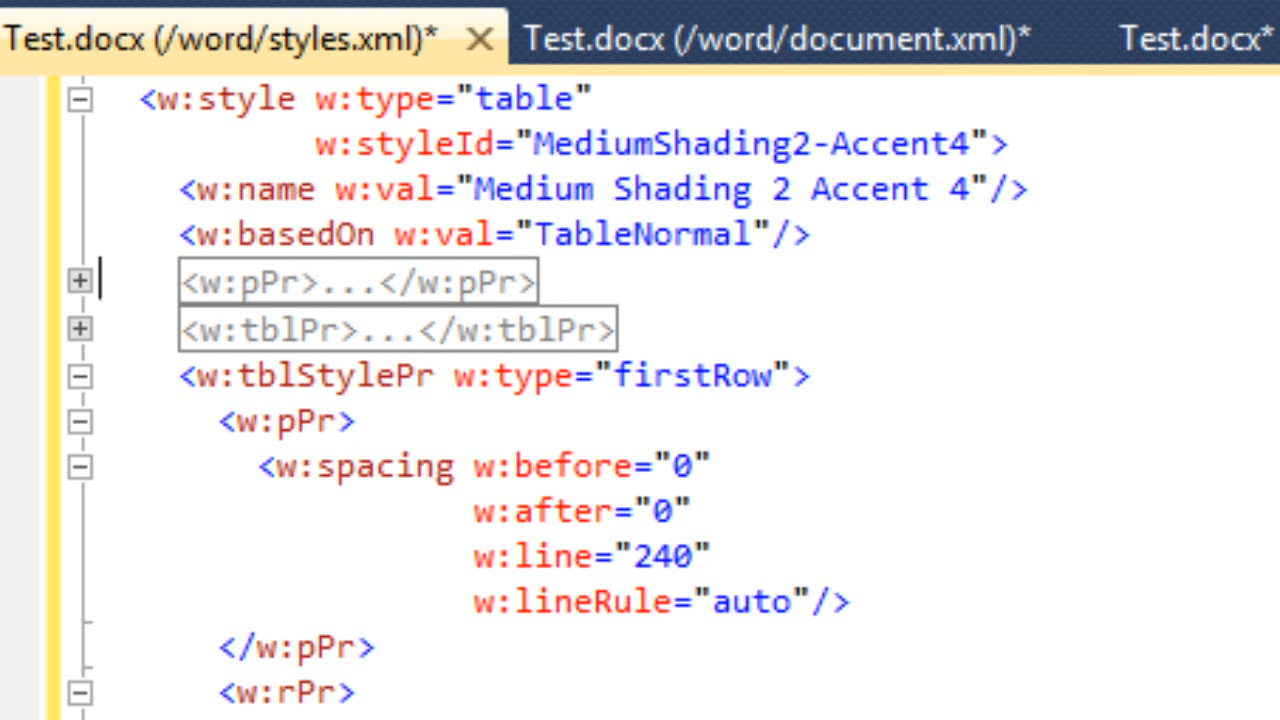 Test.docx (/word/styles.xml)* Test.docx (/word/document.xml)* Test.docx*
<w:style w:type="table"
w:styleId="MediumShading2-Accent4">
<w:name w:val="Medium Shading 2 Accent 4"/>
<w:basedOn w:val="TableNormal"/>
<w:pPr>...</w:pPr>
<w:tblPr>...</w:tblPr>
<w:tblStylePr w:type="firstRow">
<w:pPr>
<w:spacing w:before="0"
w:after="0"
w:line="240"
w:lineRule="auto"/>
</w:pPr>
<w:rPr>